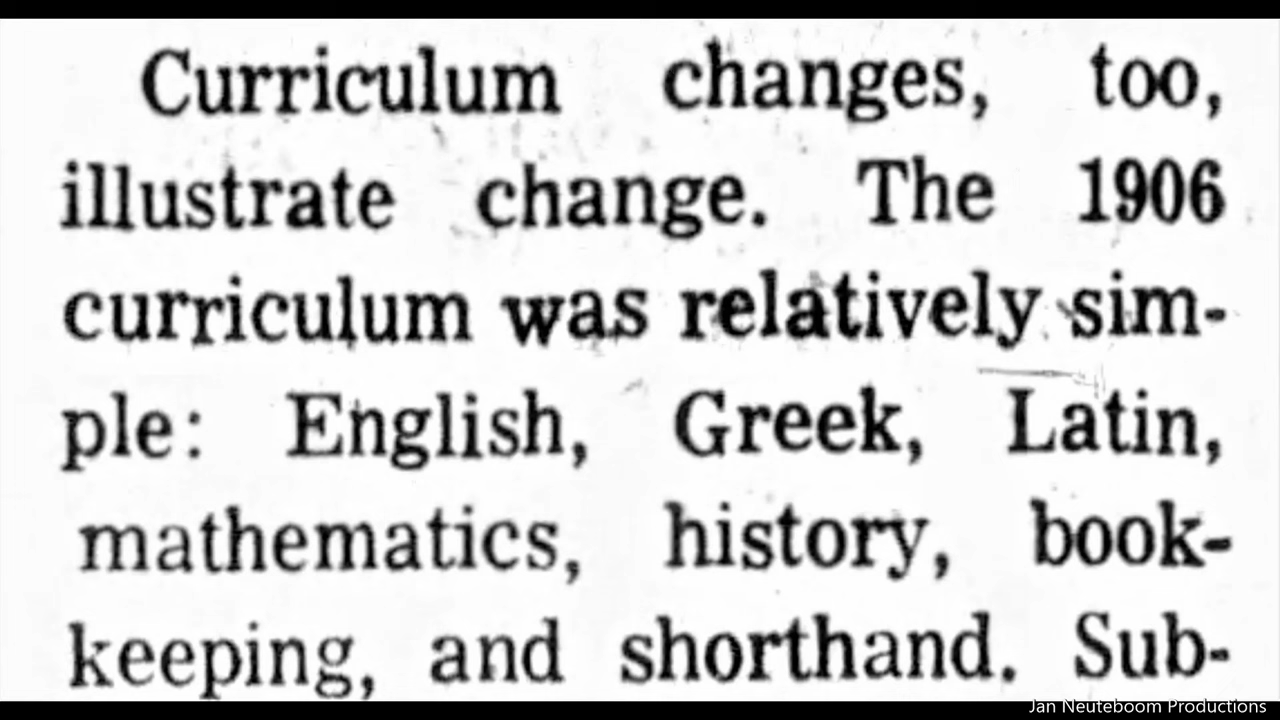 Curriculum changes, too,
illustrate change. The 1906
curriculum was relatively sim-
ple: English, Greek, Latin,
mathematics, history, book-
keeping, and shorthand. Sub-
Jan Neuteboom Productions